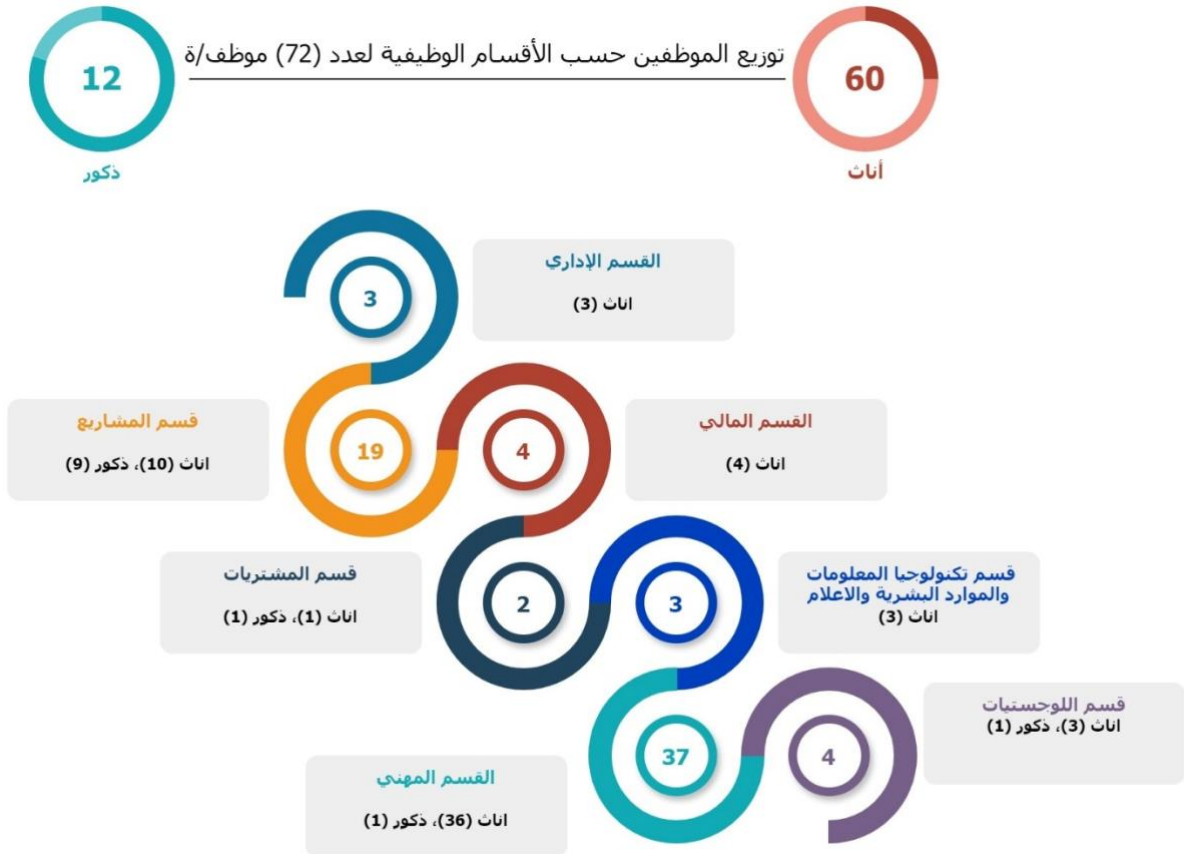 توزيع الموظفين حسب الأقسام الوظيفية لعدد (72) موظف/ة
60
أناث
12
ذكور
القسم الإداري
اناث (3)
3
قسم المشاريع
اناث (10)، ذكور (9)
19
القسم المالي
اناث (4)
4
قسم المشتريات
اناث (1)، ذكور (1)
2
قسم تكنولوجيا المعلومات
والموارد البشرية والاعلام
اناث (3)
3
قسم اللوجستيات
اناث (3)، ذكور (1)
4
القسم المهني
اناث (36)، ذكور (1)
37